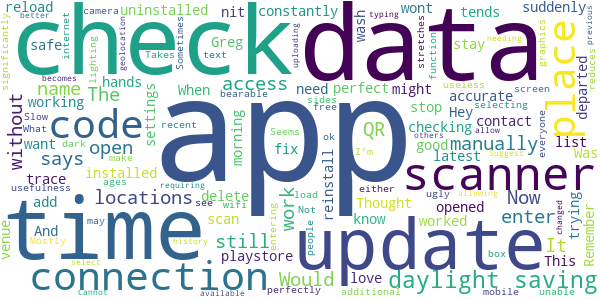 better camera uninstalled nit constantly wont tends suddenly
reload
internet geolocation typing
safe Greg wash stretches needing
significantly lighting Takes Sometimes text uploading useless
check data place
hands access stay function graphics previous reduces
name The When need perfect might accurate selecting screen departed
working morning stop Hey contact
without code settings QR checking everyone
Slow recent bearable becomes sides free others allow
want open fix good manually list
What dark
app
says installed reinstall ok Seems I'm latest Was
trace make Thought scanner
ages delete opened Now trying
usefulness requiring
time update
add locations work know enter It
see wifi load either ugly allowing
venue scan Not worked Suggest changed
still playstore people love This Remember
And may entering box
connection Would daylight saving
Mostly history perfectly
select Cannot available additional mobile unable